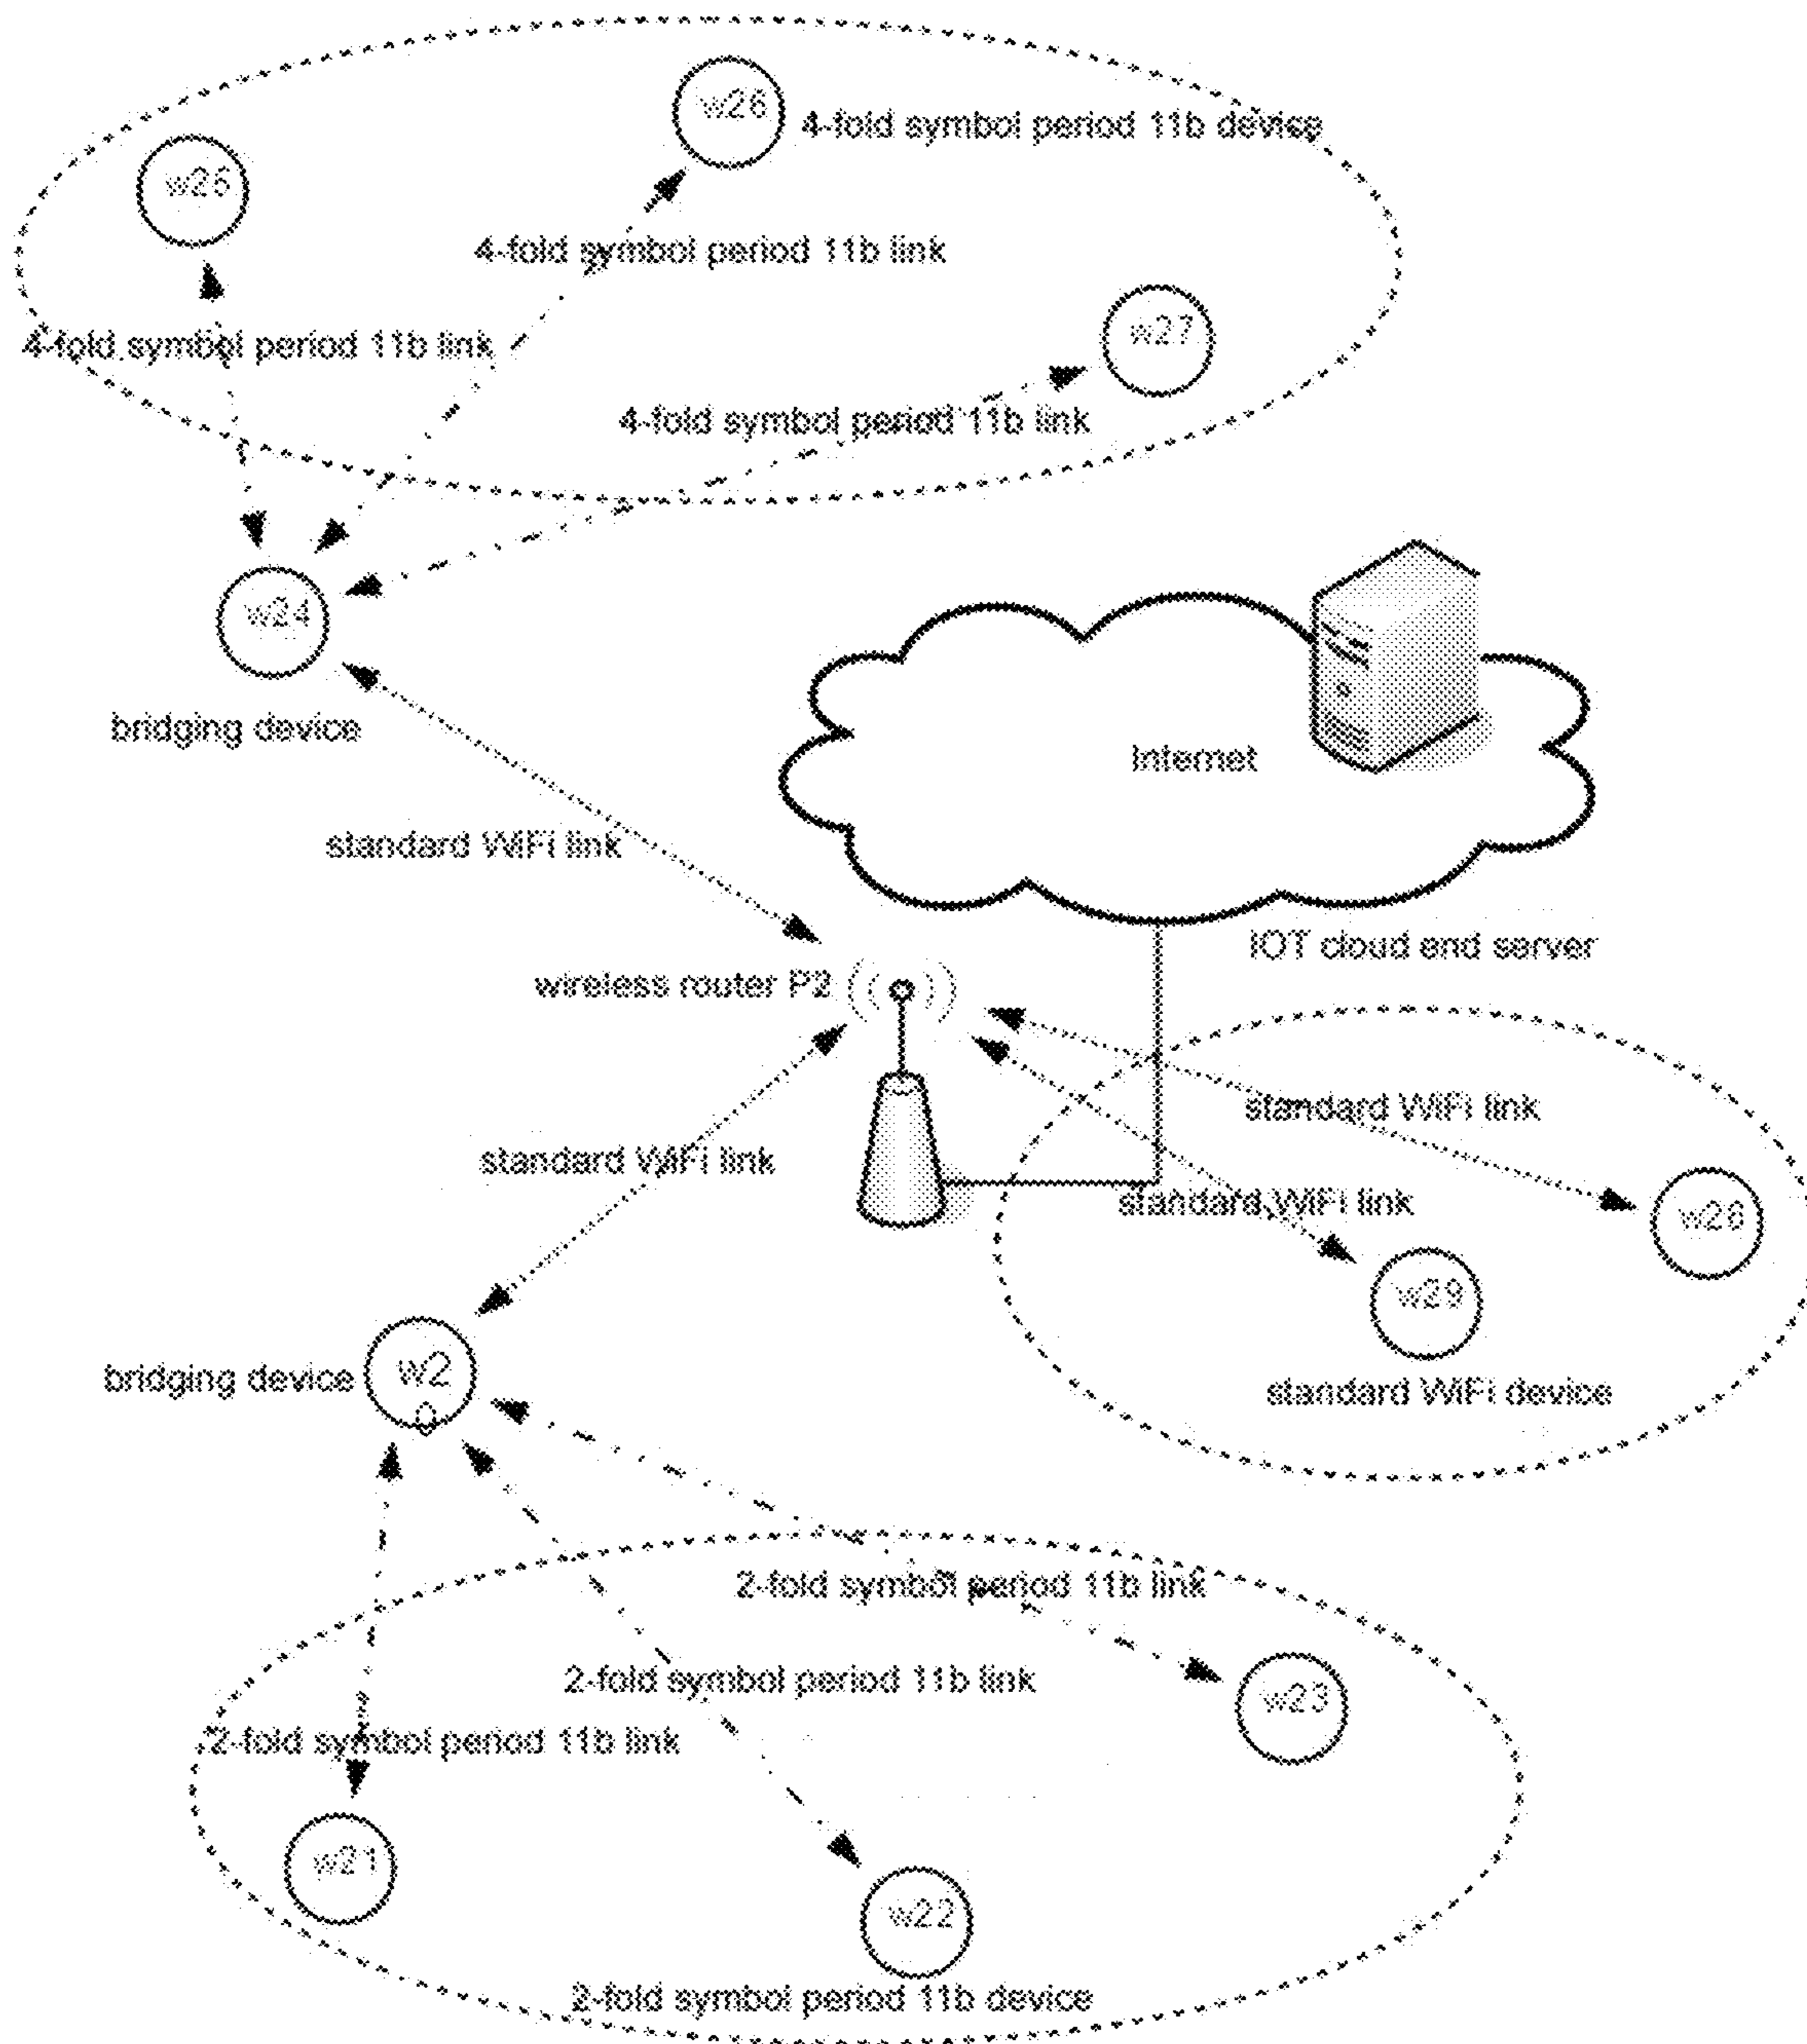 w26
4-fold symbol period 11b device
w25
4-fold symbol period 11b link
w27
4-fold symbol period 11b link
4-fold symbol period 11b link
w24
bridging device
Internet
standard WiFi link
IOT cloud end server
wireless router P2
standard WiFi link
standard WiFi link
standard WiFi link
w28
w29
bridging device
w2
0
standard WiFi device
2-fold symbol period 11b link
2-fold symbol period 11b link
w23
2-fold symbol period 11b link
w21
w22
2-fold symbol period 11b device